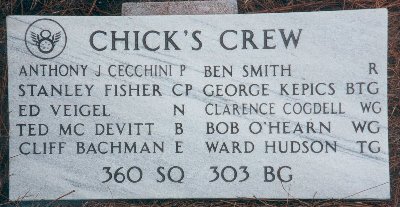 8
CHICK'S CREW
ANTHONY J CECCHINI P BEN SMITH R
STANLEY FISHER CP GEORGE KEPICS BTG
ED VEIGEL N CLARENCE COGDELL WG
TED MC DEVITT B BOB O'HEARN WG
CLIFF BACHMAN E WARD HUDSON TG
360 SQ 303 BG